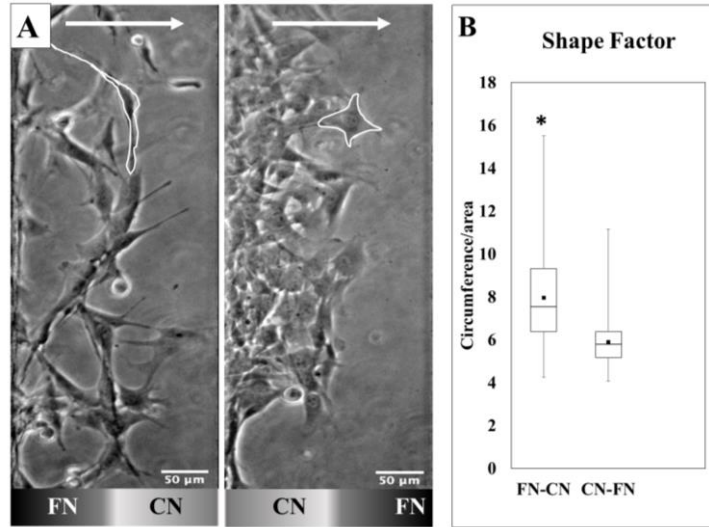 A
50 µm
FN CN
50 µm
CN FN
B
Shape Factor
18
16
14
12
10
8
6
4
2
0
*
Circumference/area
FN-CN CN-FN